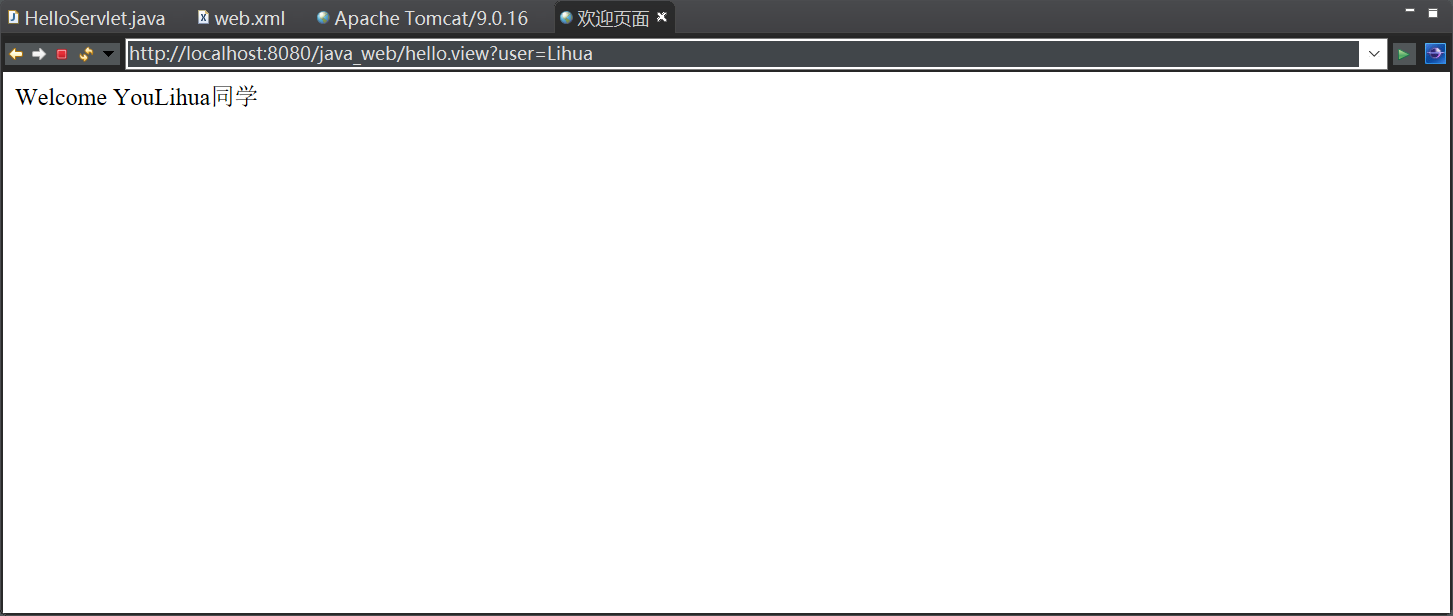 HelloServlet.java web.xml Apache Tomcat/9.0.16 欢迎页面
http://localhost:8080/java_web/hello.view?user=Lihua
Welcome YouLihua同学